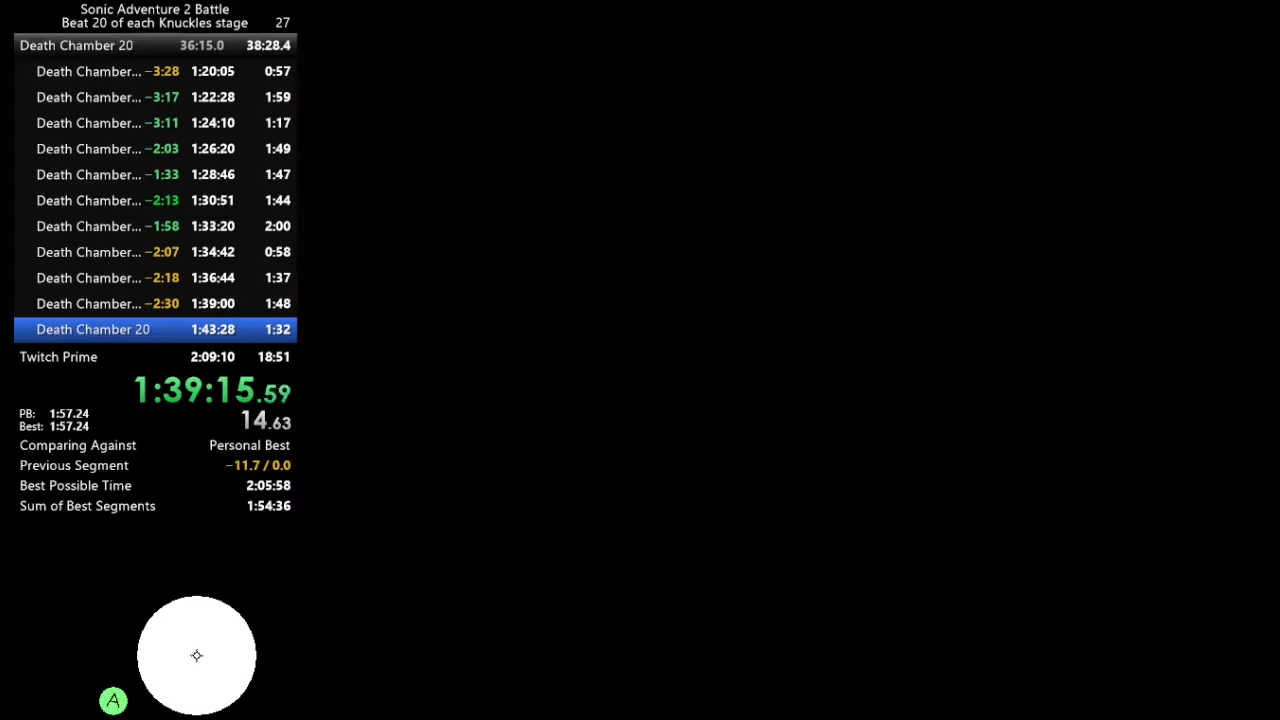 Sonic Adventure 2 Battle
Beat 20 of each Knuckles stage 27
Death Chamber 20 36:15.0 38:28.4
Death Chamber... −3:28 1:20:05 0:57
Death Chamber... −3:17 1:22:28 1:59
Death Chamber... −3:11 1:24:10 1:17
Death Chamber... −2:03 1:26:20 1:49
Death Chamber... −1:33 1:28:46 1:47
Death Chamber... −2:13 1:30:51 1:44
Death Chamber... −1:58 1:33:20 2:00
Death Chamber... −2:07 1:34:42 0:58
Death Chamber... −2:18 1:36:44 1:37
Death Chamber... −2:30 1:39:00 1:48
Death Chamber 20 1:43:28 1:32
Twitch Prime 2:09:10 18:51
1:39:15.59
PB: 1:57.24 14.63
Best: 1:57.24
Comparing Against Personal Best
Previous Segment −11.7 / 0.0
Best Possible Time 2:05:58
Sum of Best Segments 1:54:36
A